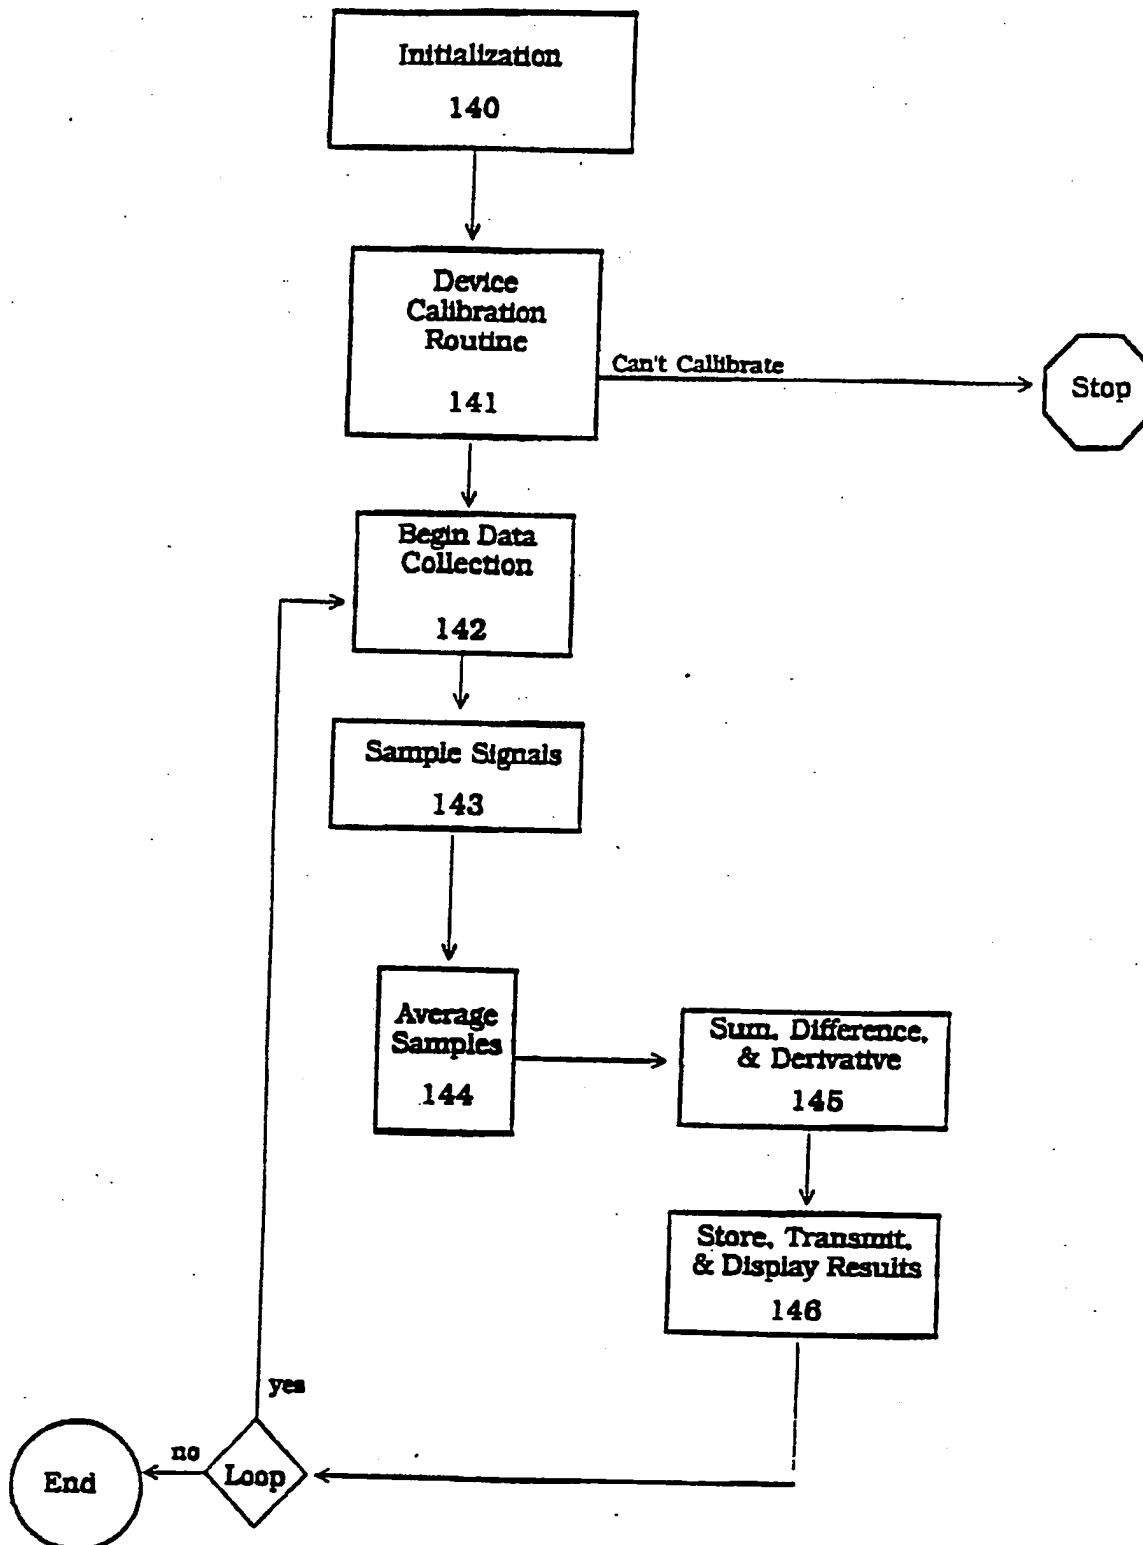 Initialization
140
Device
Calibration
Routine
141
Can't Callibrate
Stop
Begin Data
Collection
142
Sample Signals
143
Average
Samples
144
Sum, Difference,
& Derivative
145
Store, Transmit,
& Display Results
146
yes
no
Loop
End